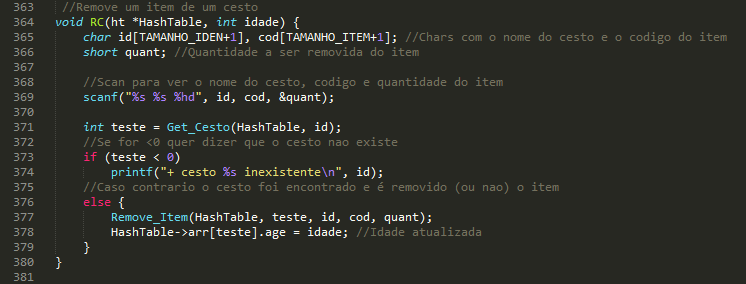 363 //Remove um item de um cesto
364 void RC(ht *HashTable, int idade) {
365 char id[TAMANHO_IDEN+1], cod[TAMANHO_ITEM+1]; //Chars com o nome do cesto e o codigo do item
366 short quant; //Quantidade a ser removida do item
367
368 //Scan para ver o nome do cesto, codigo e quantidade do item
369 scanf("%s %s %hd", id, cod, &quant);
370
371 int teste = Get_Cesto(HashTable, id);
372 //Se for <0 quer dizer que o cesto nao existe
373 if (teste < 0)
374 printf("+ cesto %s inexistente\n", id);
375 //Caso contrario o cesto foi encontrado e é removido (ou nao) o item
376 else {
377 Remove_Item(HashTable, teste, id, cod, quant);
378 HashTable->arr[teste].age = idade; //Idade atualizada
379 }
380 }
381